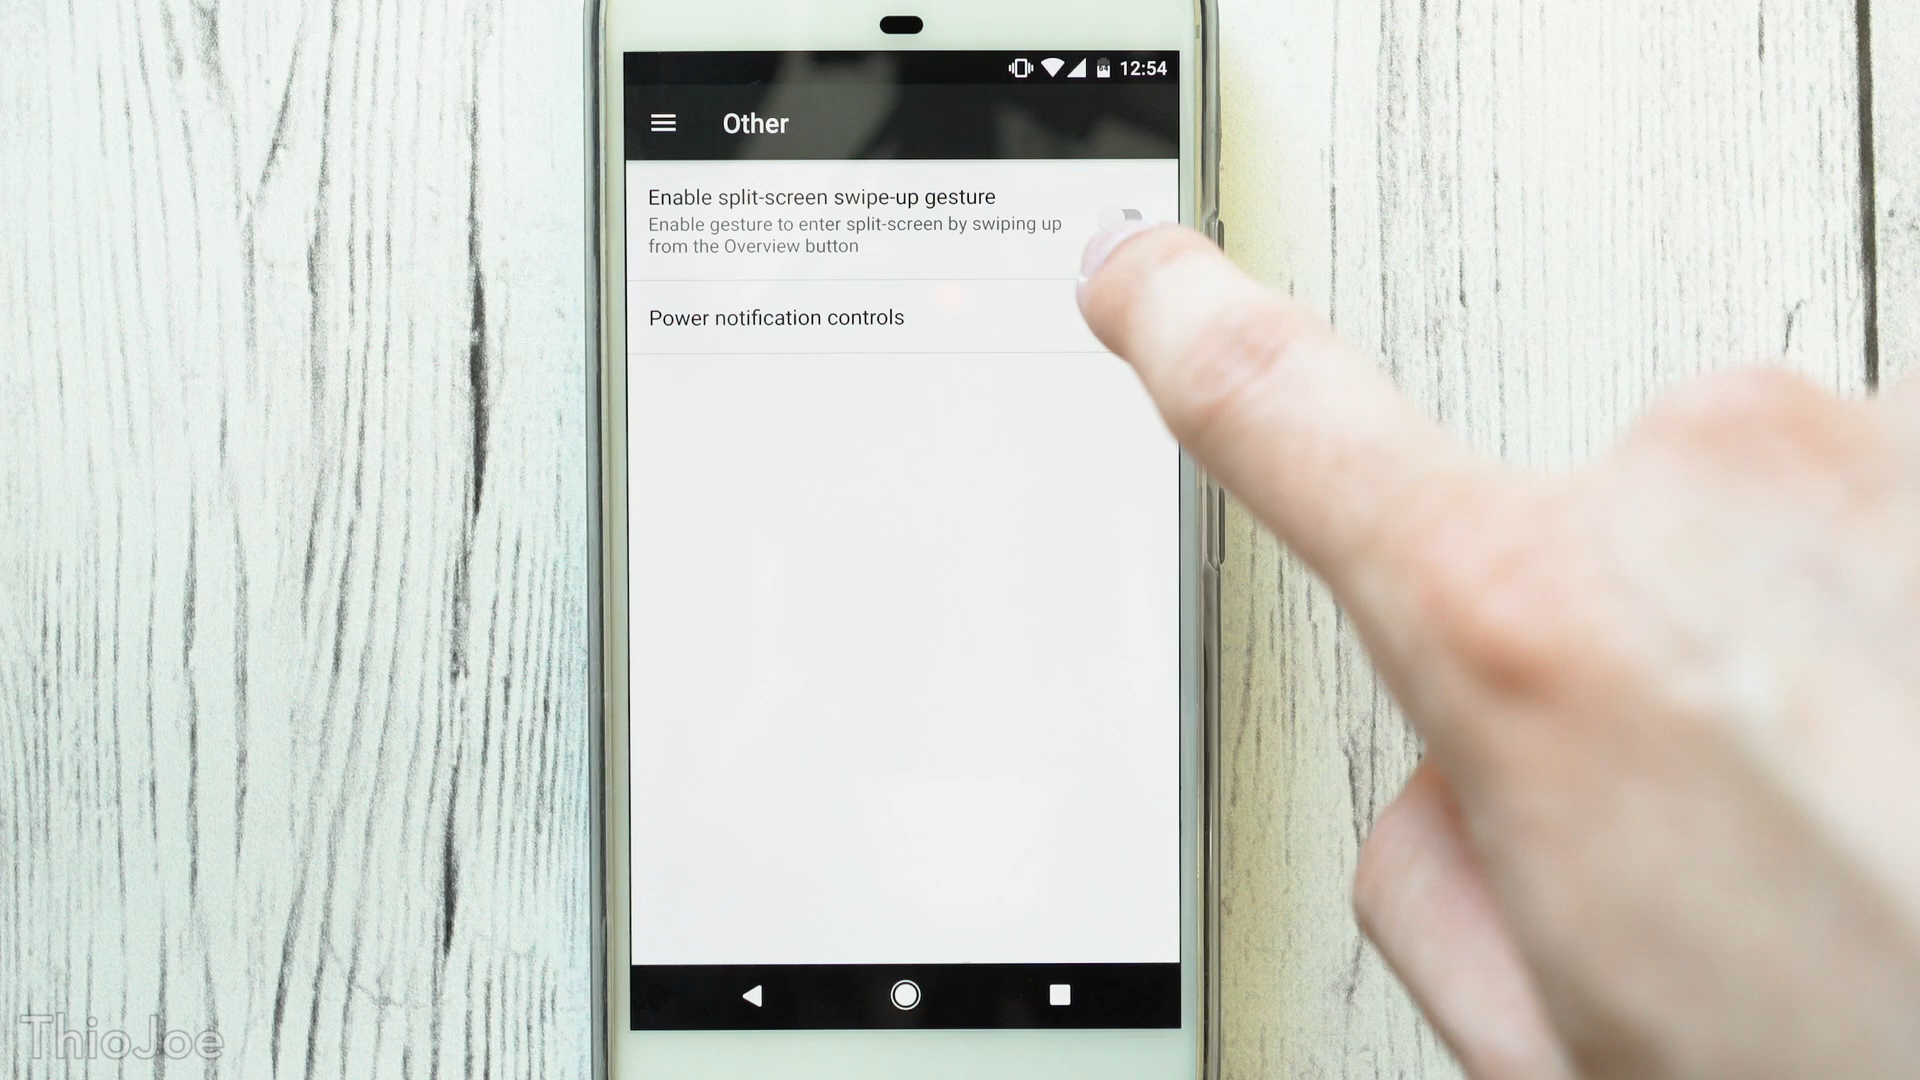 12:54
Other
Enable split-screen swipe-up gesture
Enable gesture to enter split-screen by swiping up
from the Overview button
Power notification controls
ThioJoe